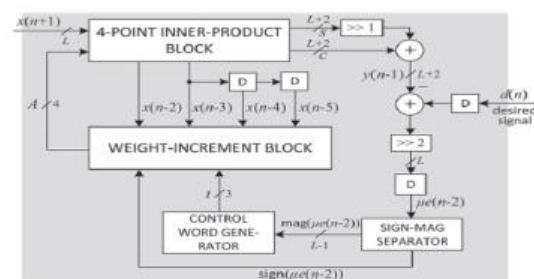 x(n+1)
L
4-POINT INNER-PRODUCT
BLOCK
L+2
S
>> 1
L+2
C
+
y(n-1)
L+2
A
4
D
D
x(n-2)
x(n-3)
x(n-4)
x(n-5)
−
+
D
d(n)
desired
signal
WEIGHT-INCREMENT BLOCK
>> 2
L
D
t
3
μe(n-2)
CONTROL
WORD GENE-
RATOR
mag(μe(n-2))
L-1
SIGN-MAG
SEPARATOR
sign(μe(n-2))